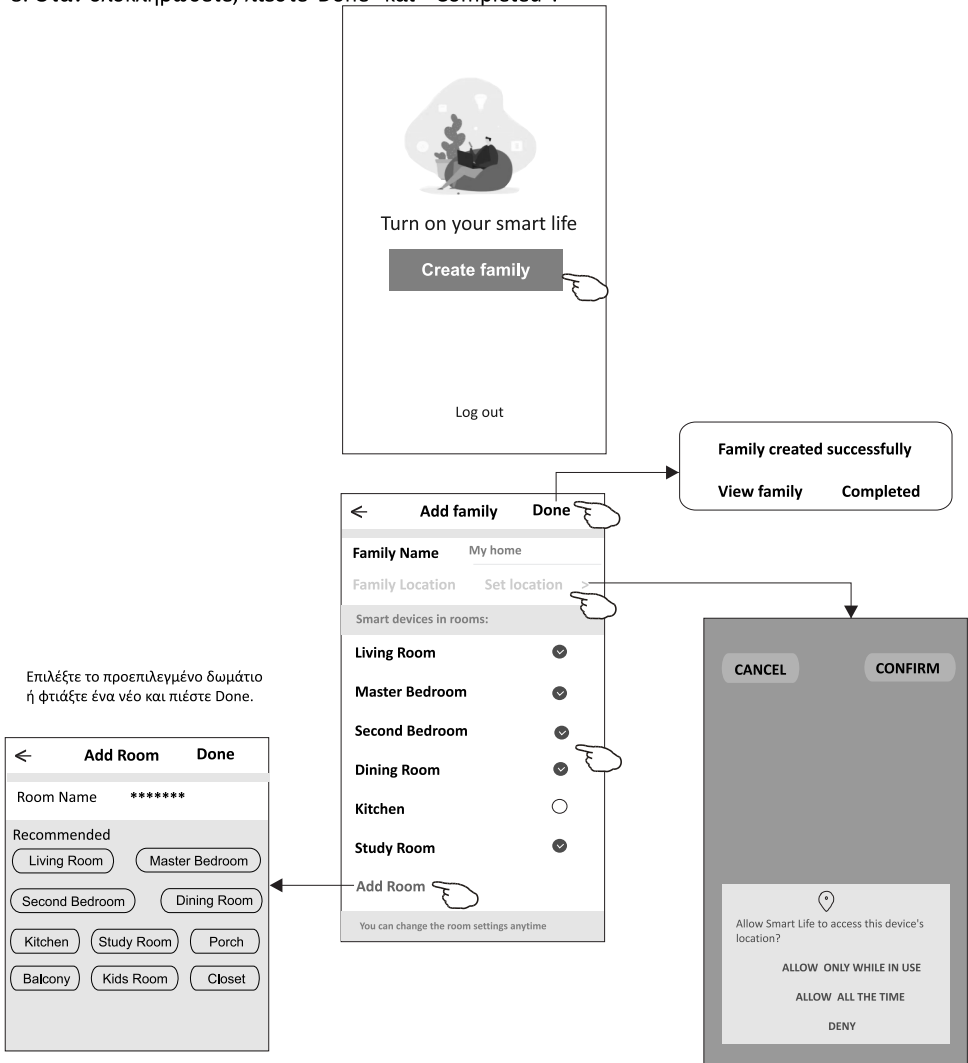 Turn on your smart life
Create family
Log out
Family created successfully
View family Completed
← Add family Done
Family Name My home
Family Location Set location >
Smart devices in rooms:
Living Room
Master Bedroom
Second Bedroom
Dining Room
Kitchen
Study Room
Add Room
You can change the room settings anytime
Επιλέξτε το προεπιλεγμένο δωμάτιο
ή φτιάξτε ένα νέο και πιέστε Done.
← Add Room Done
Room Name *******
Recommended
Living Room Master Bedroom
Second Bedroom Dining Room
Kitchen Study Room Porch
Balcony Kids Room Closet
CANCEL CONFIRM
Allow Smart Life to access this device's
location?
ALLOW ONLY WHILE IN USE
ALLOW ALL THE TIME
DENY